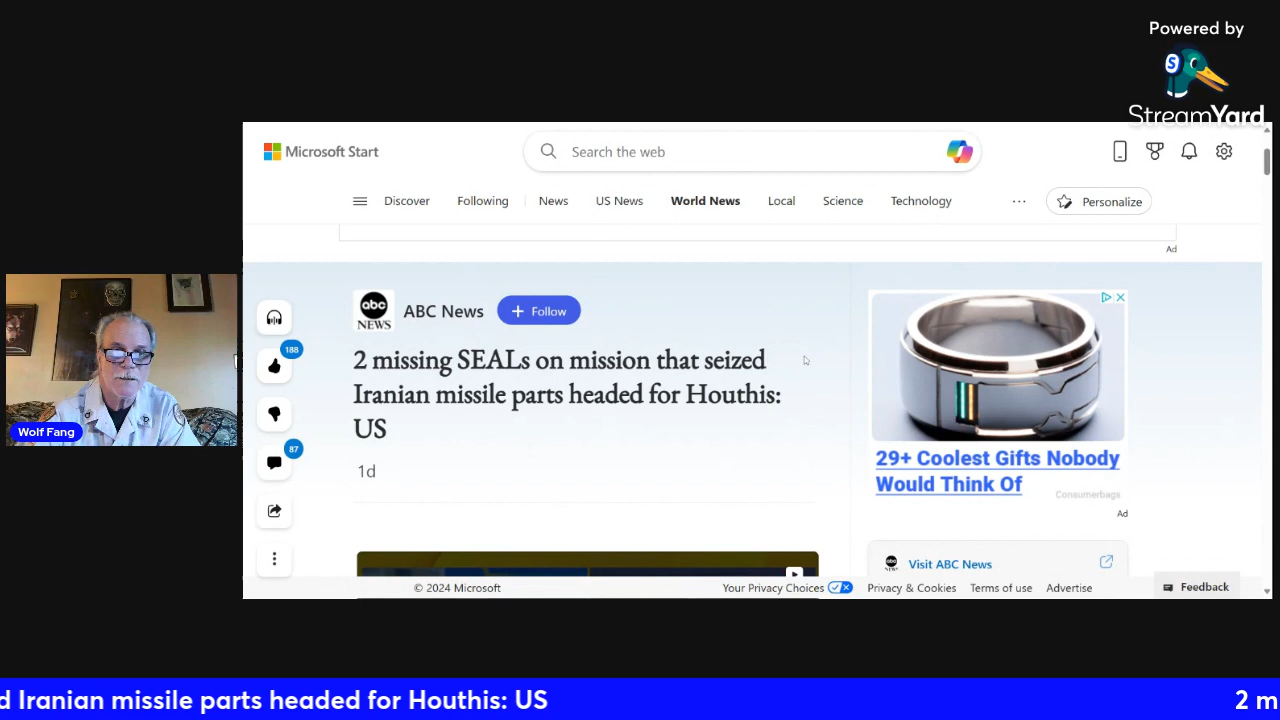 Powered by
StreamYard
Microsoft Start
Search the web
Discover Following News US News World News Local Science Technology ... Personalize
Ad
abc NEWS
ABC News
+ Follow
188
2 missing SEALs on mission that seized
Iranian missile parts headed for Houthis:
US
87
1d
29+ Coolest Gifts Nobody
Would Think Of
Consumerbags
Ad
Visit ABC News
© 2024 Microsoft
Your Privacy Choices Privacy & Cookies Terms of use Advertise Feedback
Wolf Fang
d Iranian missile parts headed for Houthis: US
2 m